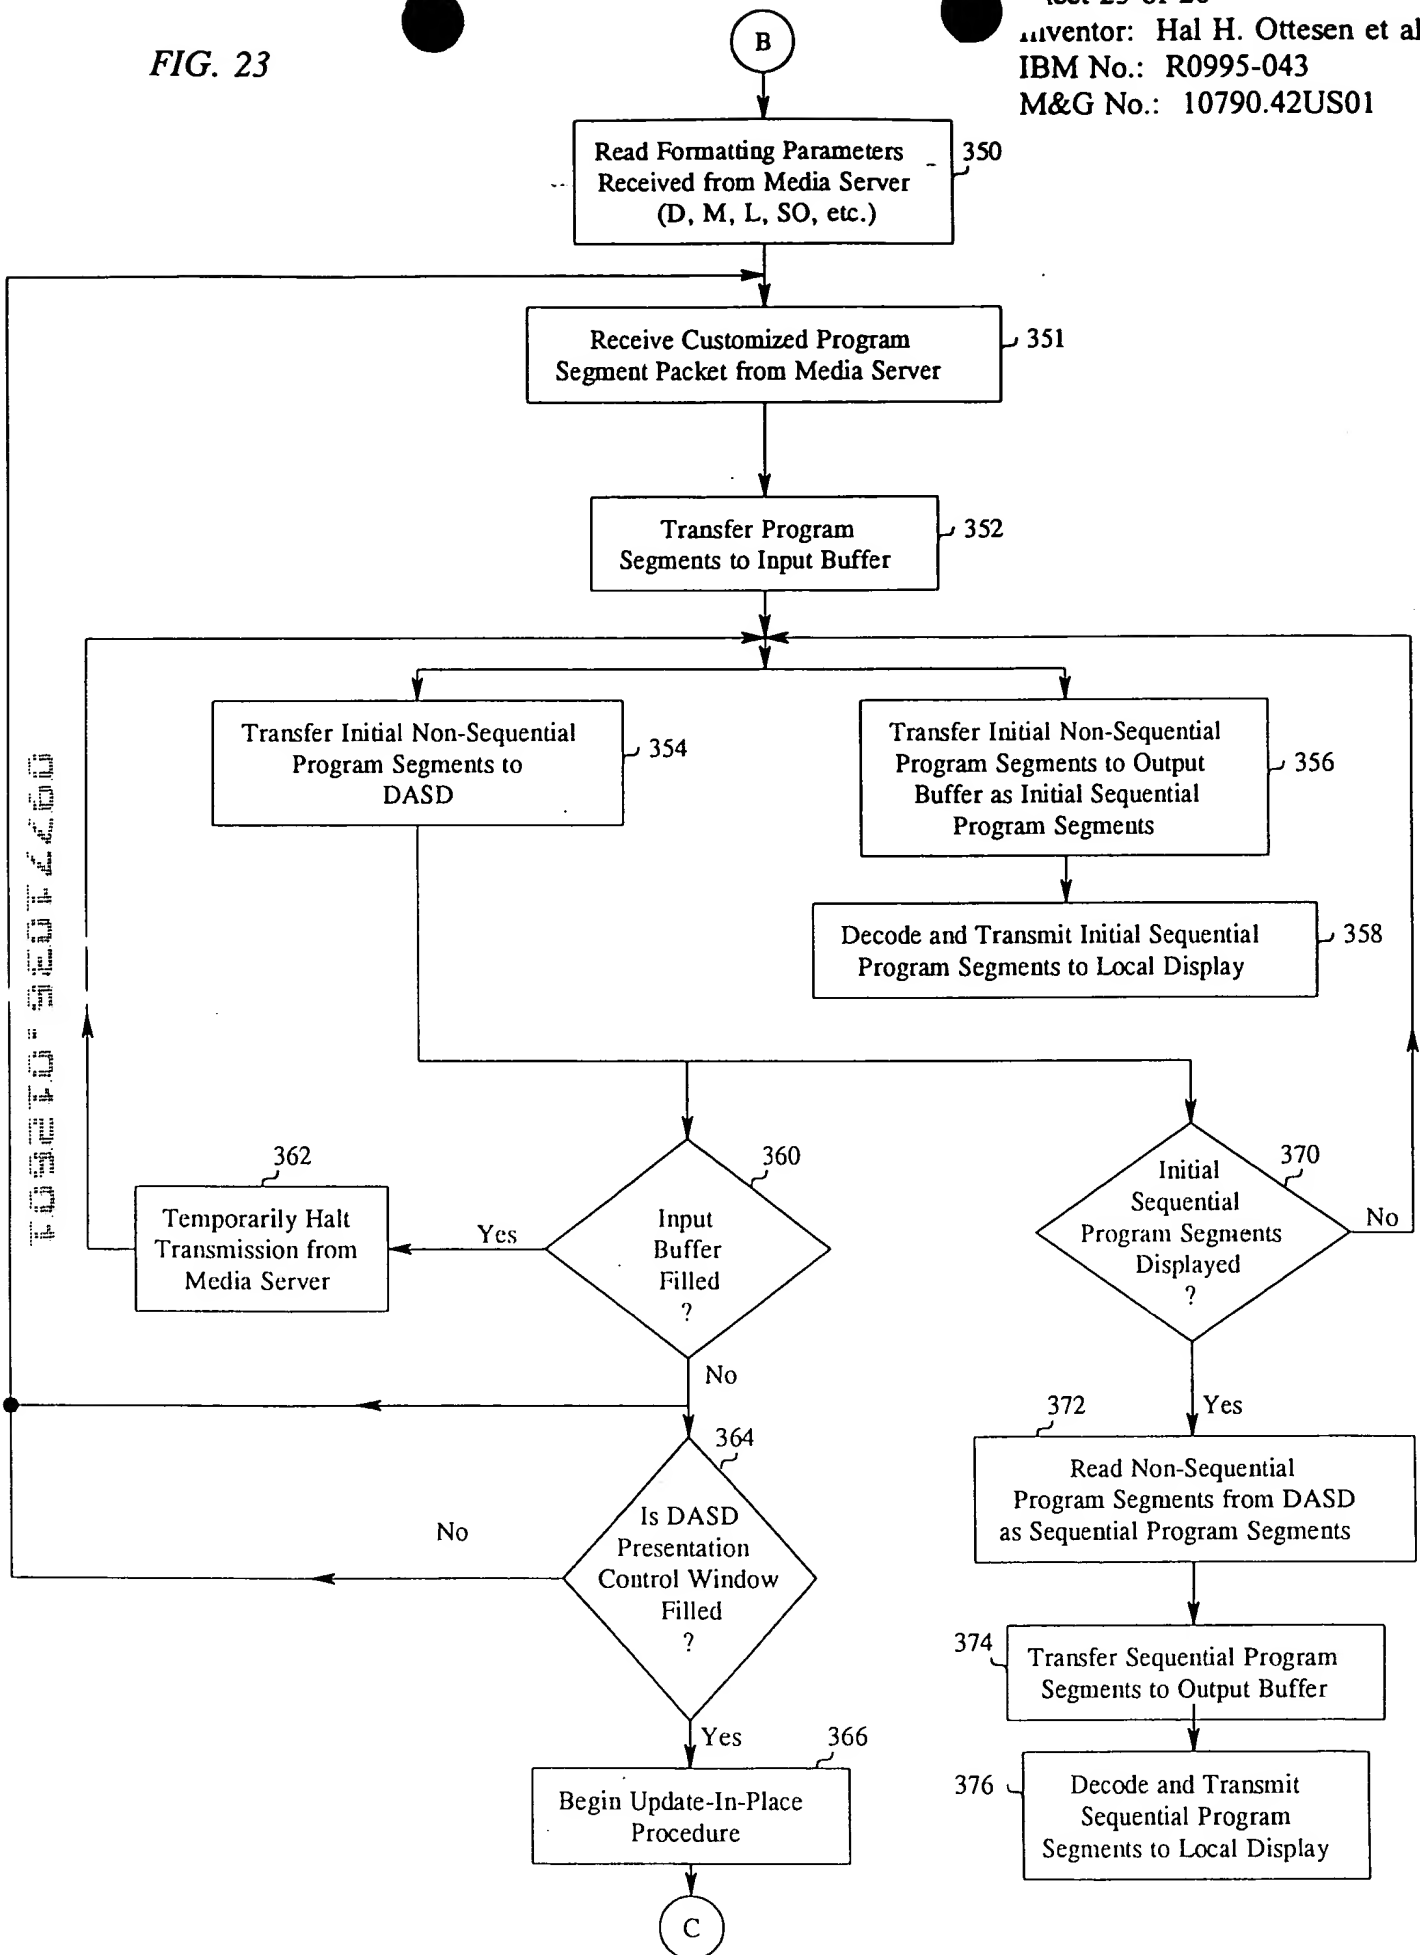 FIG. 23
of 26
Hal H. Ottesen et al
IBM No.: R0995-043
M&G No.: 10790.42US01
B
Read Formatting Parameters
Received from Media Server
(D, M, L, SO, etc.)
350
Receive Customized Program
Segment Packet from Media Server
351
Transfer Program
Segments to Input Buffer
352
Transfer Initial Non-Sequential
Program Segments to
DASD
354
Transfer Initial Non-Sequential
Program Segments to Output
Buffer as Initial Sequential
Program Segments
356
Decode and Transmit Initial Sequential
Program Segments to Local Display
358
362
Temporarily Halt
Transmission from
Media Server
Yes
360
Input
Buffer
Filled
?
No
370
Initial
Sequential
Program Segments
Displayed
?
No
Yes
364
Is DASD
Presentation
Control Window
Filled
?
No
Yes
372
Read Non-Sequential
Program Segments from DASD
as Sequential Program Segments
374
Transfer Sequential Program
Segments to Output Buffer
366
Begin Update-In-Place
Procedure
376
Decode and Transmit
Sequential Program
Segments to Local Display
C